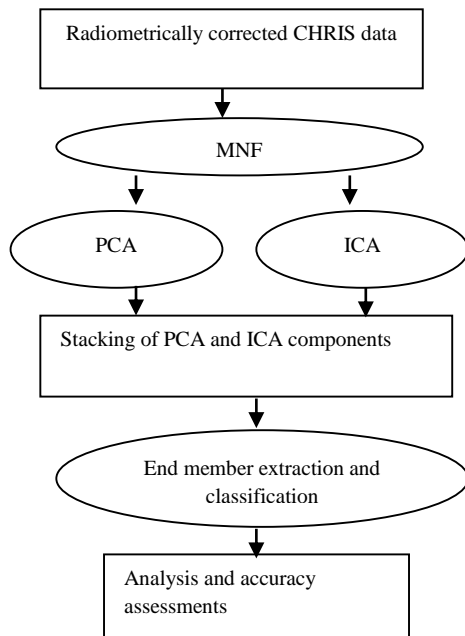 Radiometrically corrected CHRIS data
MNF
PCA
ICA
Stacking of PCA and ICA components
End member extraction and
classification
Analysis and accuracy
assessments